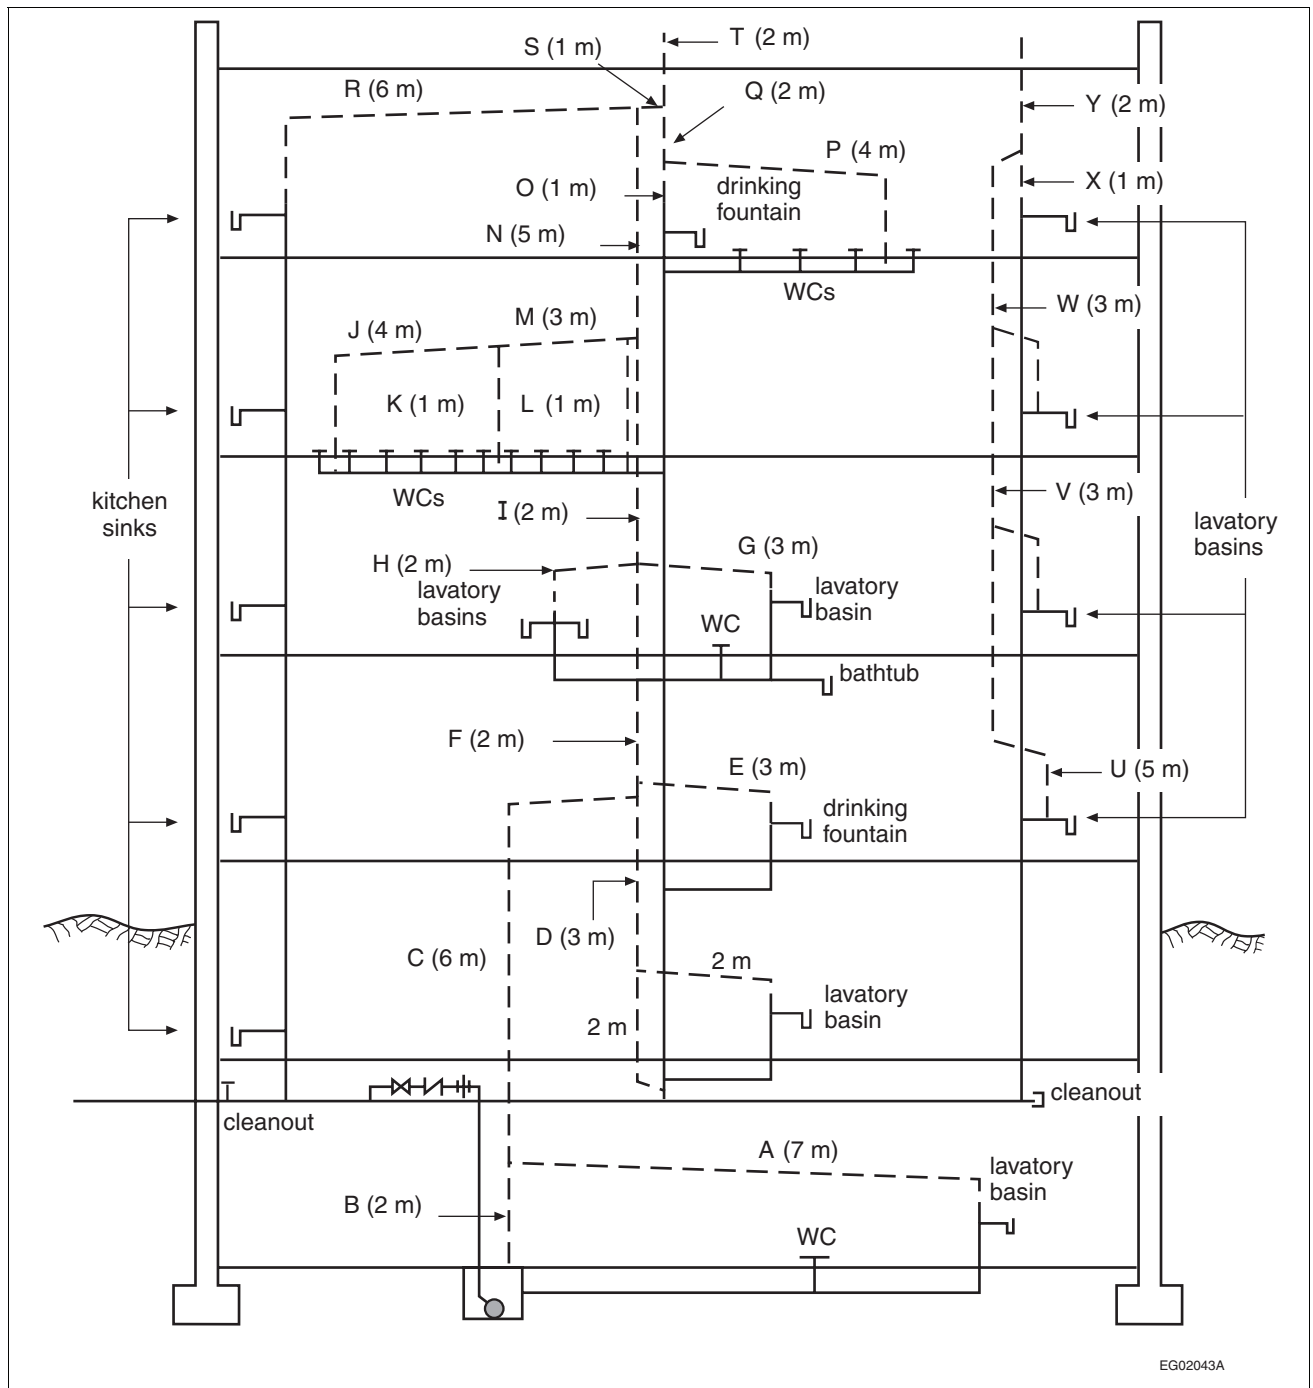 T (2 m)
S (1 m)
R (6 m)
Q (2 m)
Y (2 m)
P (4 m)
O (1 m)
drinking
fountain
X (1 m)
N (5 m)
WCs
M (3 m)
J (4 m)
W (3 m)
K (1 m)
L (1 m)
WCs
kitchen
sinks
I (2 m)
V (3 m)
lavatory
basins
G (3 m)
H (2 m)
lavatory
basins
lavatory
basin
WC
bathtub
F (2 m)
E (3 m)
U (5 m)
drinking
fountain
D (3 m)
C (6 m)
2 m
lavatory
basin
2 m
cleanout
cleanout
A (7 m)
lavatory
basin
B (2 m)
WC
EG02043A